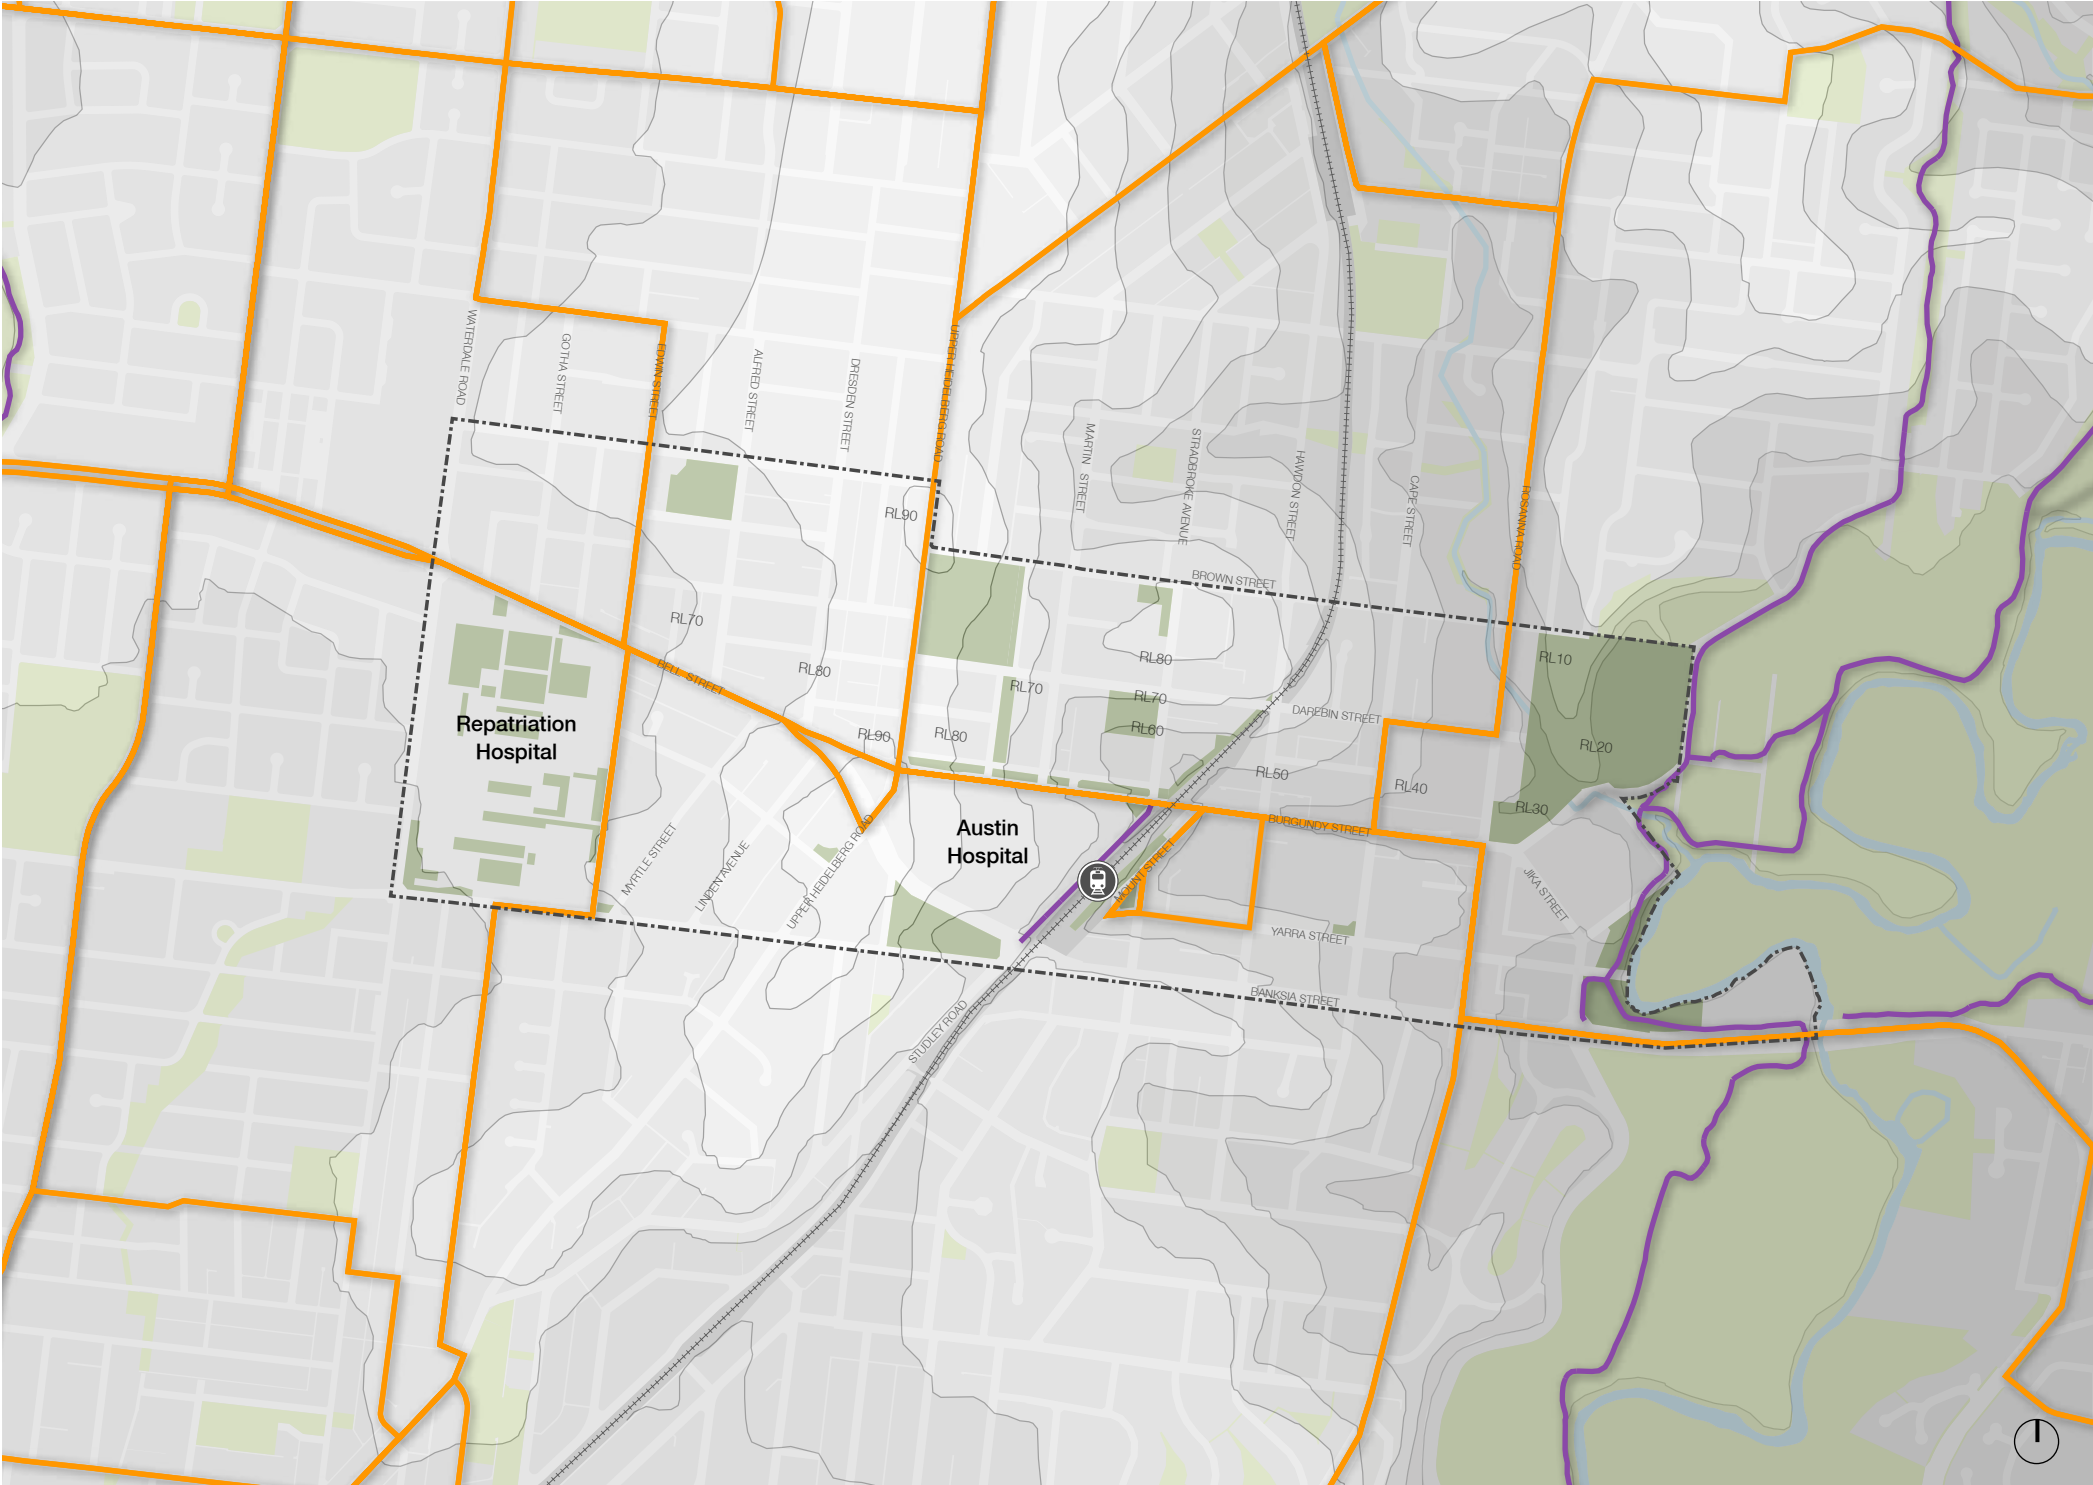 WATERDALE ROAD
GOTHA STREET
EDWIN STREET
ALFRED STREET
DRESDEN STREET
UPPER HEIDELBERG ROAD
MARTIN STREET
STRADBROKE AVENUE
HAWDON STREET
CAPE STREET
ROSANNA ROAD
RL90
BROWN STREET
RL70
RL80
RL10
BELL STREET
RL80
RL70
RL70
Repatriation
Hospital
RL90
RL80
RL60
DAREBIN STREET
RL20
RL50
RL40
RL30
Austin
Hospital
BURGUNDY STREET
MYRTLE STREET
LINDEN AVENUE
UPPER HEIDELBERG ROAD
MOUNT STREET
JIKA STREET
YARRA STREET
BANKSIA STREET
STUDLEY ROAD